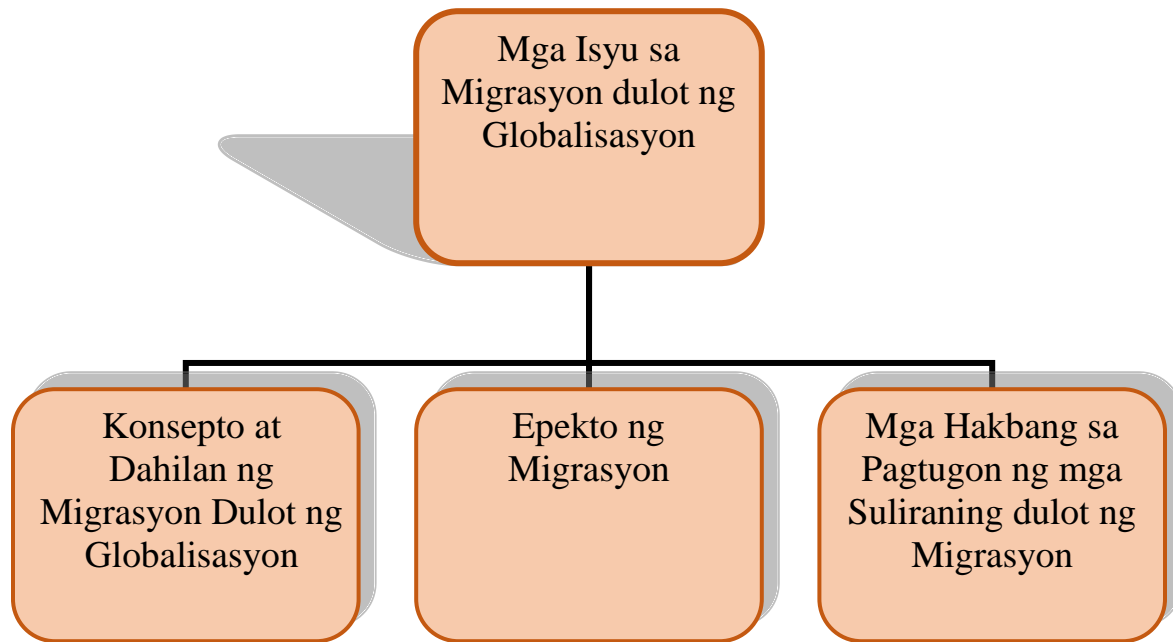 Mga Isyu sa
Migrasyon dulot ng
Globalisasyon
Konsepto at
Dahilan ng
Migrasyon Dulot ng
Globalisasyon
Epekto ng
Migrasyon
Mga Hakbang sa
Pagtugon ng mga
Suliraning dulot ng
Migrasyon